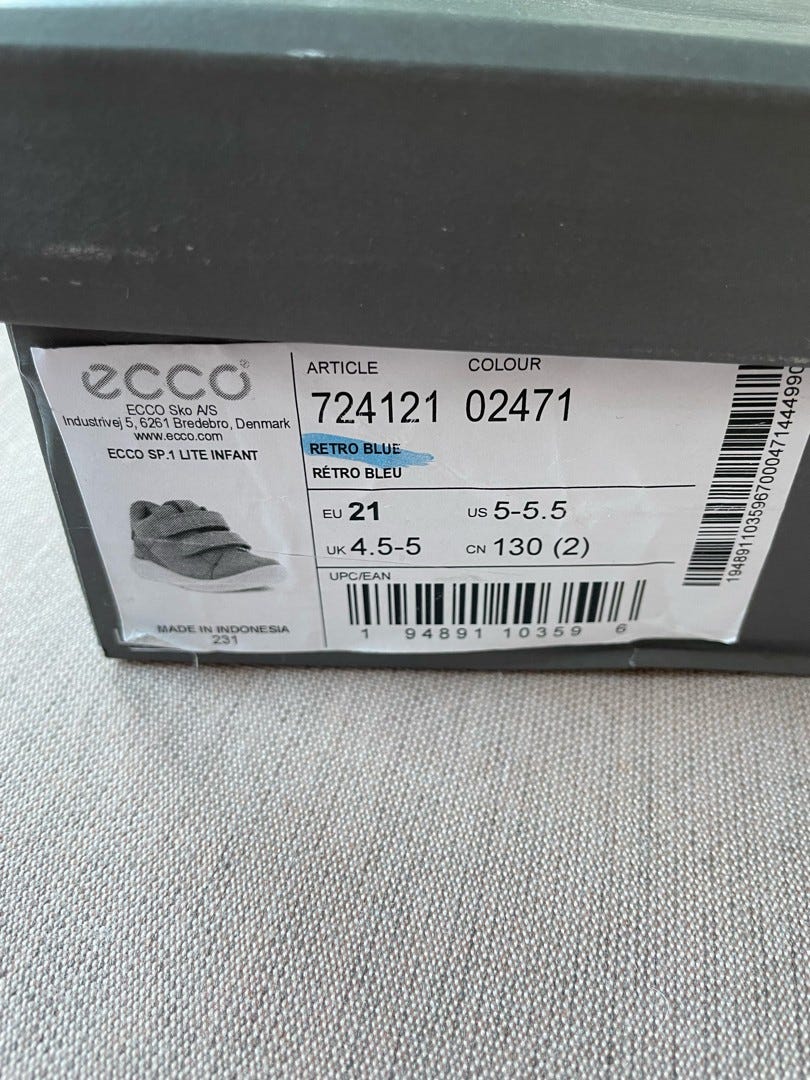 ecco®
ECCO Sko A/S
Industrivej 5, 6261 Bredebro, Denmark
www.ecco.com
ECCO SP.1 LITE INFANT
MADE IN INDONESIA
231
ARTICLE COLOUR
724121 02471
RETRO BLUE
RÉTRO BLEU
EU 21 US 5-5.5
UK 4.5-5 CN 130 (2)
UPC/EAN
1 94891 10359 6